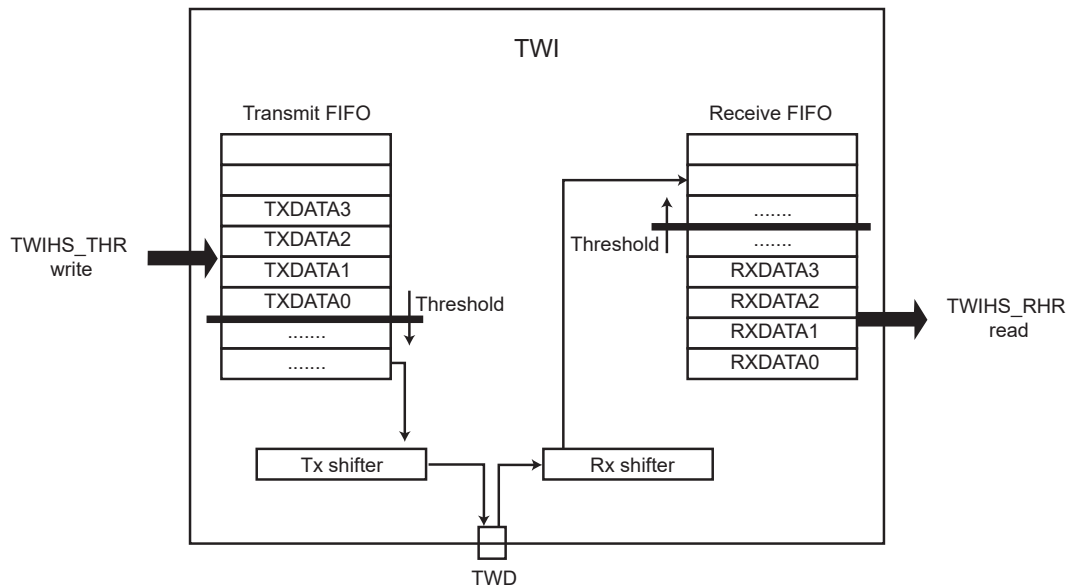 TWI
Transmit FIFO
TXDATA3
TXDATA2
TXDATA1
TXDATA0
.......
.......
TWIHS_THR
write
Threshold
Receive FIFO
.......
.......
RXDATA3
RXDATA2
RXDATA1
RXDATA0
Threshold
TWIHS_RHR
read
Tx shifter
Rx shifter
TWD